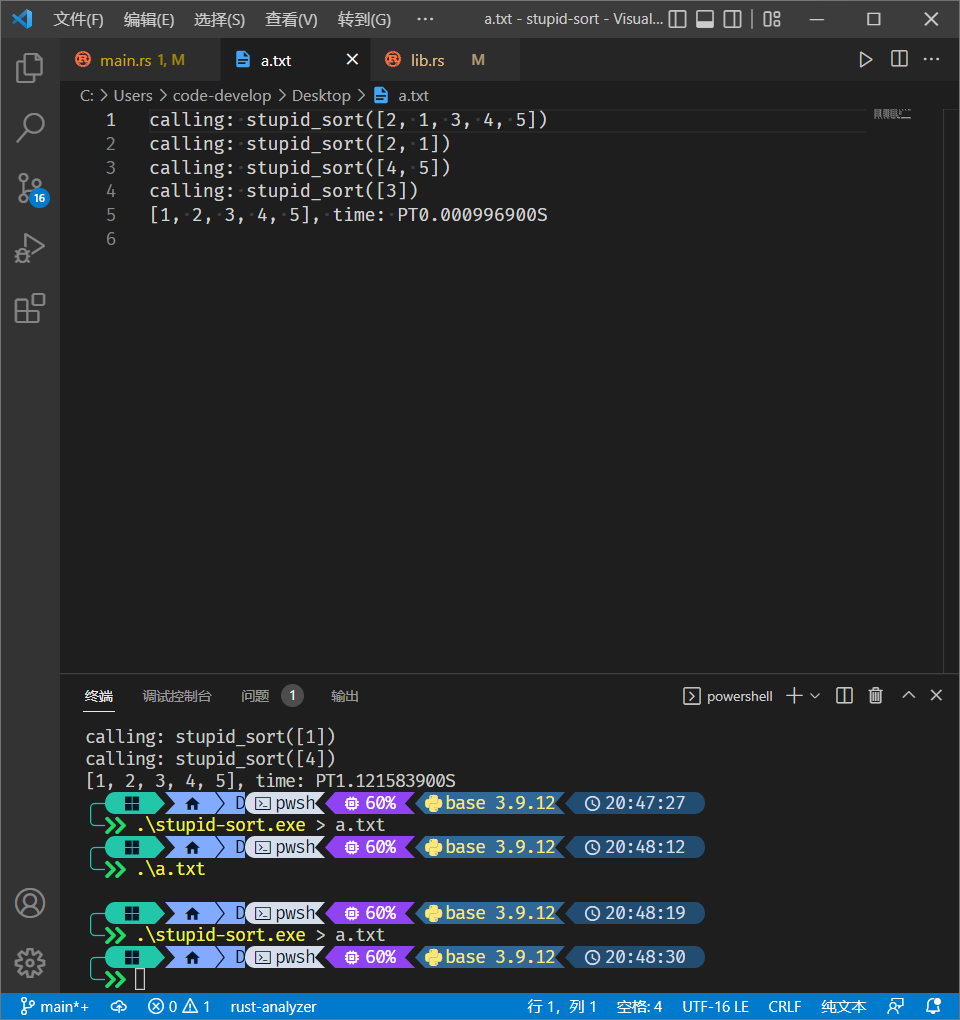 文件(F) 编辑(E) 选择(S) 查看(V) 转到(G) ··· a.txt - stupid-sort - Visual...
main.rs 1, M a.txt lib.rs M
C: > Users > code-develop > Desktop > a.txt
1 calling: stupid_sort([2, 1, 3, 4, 5])
2 calling: stupid_sort([2, 1])
3 calling: stupid_sort([4, 5])
4 calling: stupid_sort([3])
5 [1, 2, 3, 4, 5], time: PT0.000996900S
6
16
终端 调试控制台 问题 1 输出 powershell
calling: stupid_sort([1])
calling: stupid_sort([4])
[1, 2, 3, 4, 5], time: PT1.121583900S
D pwsh 60% base 3.9.12 20:47:27
.\stupid-sort.exe > a.txt
D pwsh 60% base 3.9.12 20:48:12
.\a.txt
D pwsh 60% base 3.9.12 20:48:19
.\stupid-sort.exe > a.txt
D pwsh 60% base 3.9.12 20:48:30
main*+ 0 1 rust-analyzer 行 1，列 1 空格: 4 UTF-16 LE CRLF 纯文本